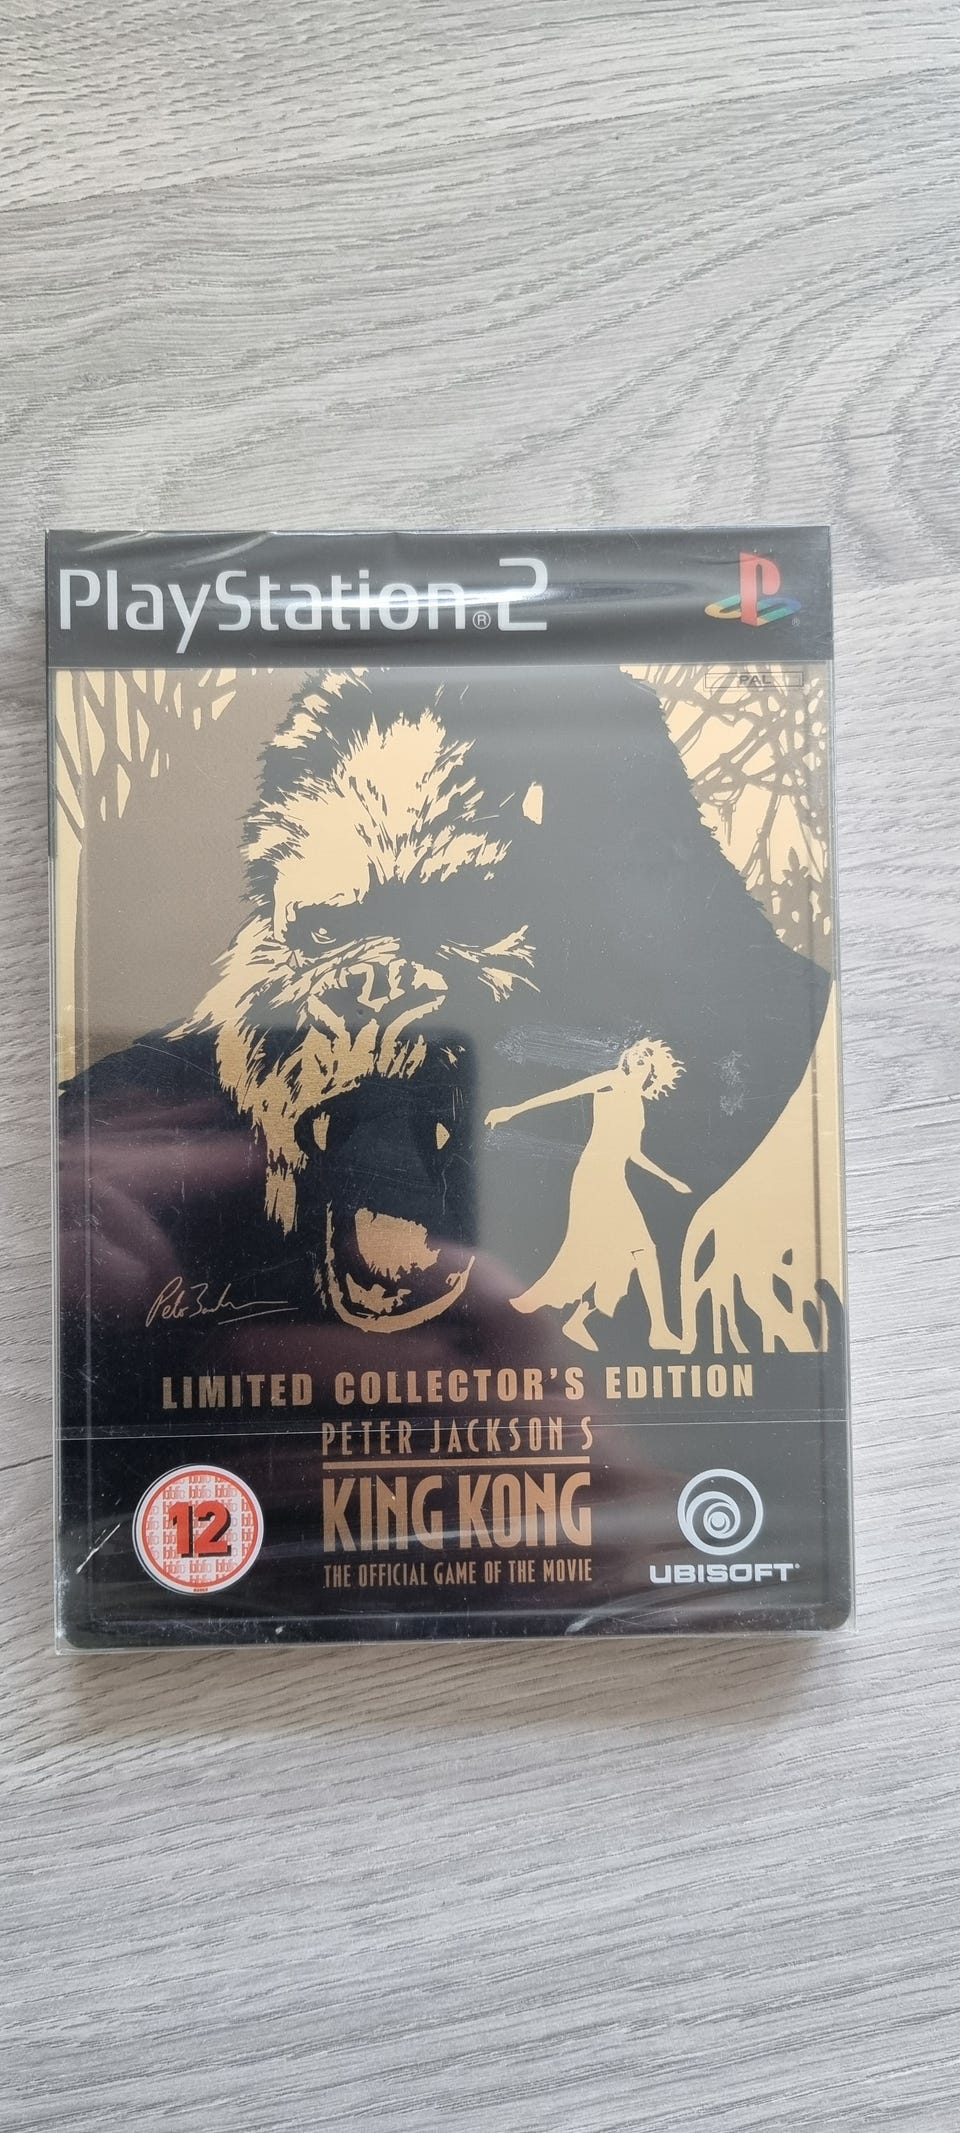 PlayStation®2
PAL
LIMITED COLLECTOR'S EDITION
PETER JACKSON S
KING KONG
THE OFFICIAL GAME OF THE MOVIE
12
UBISOFT